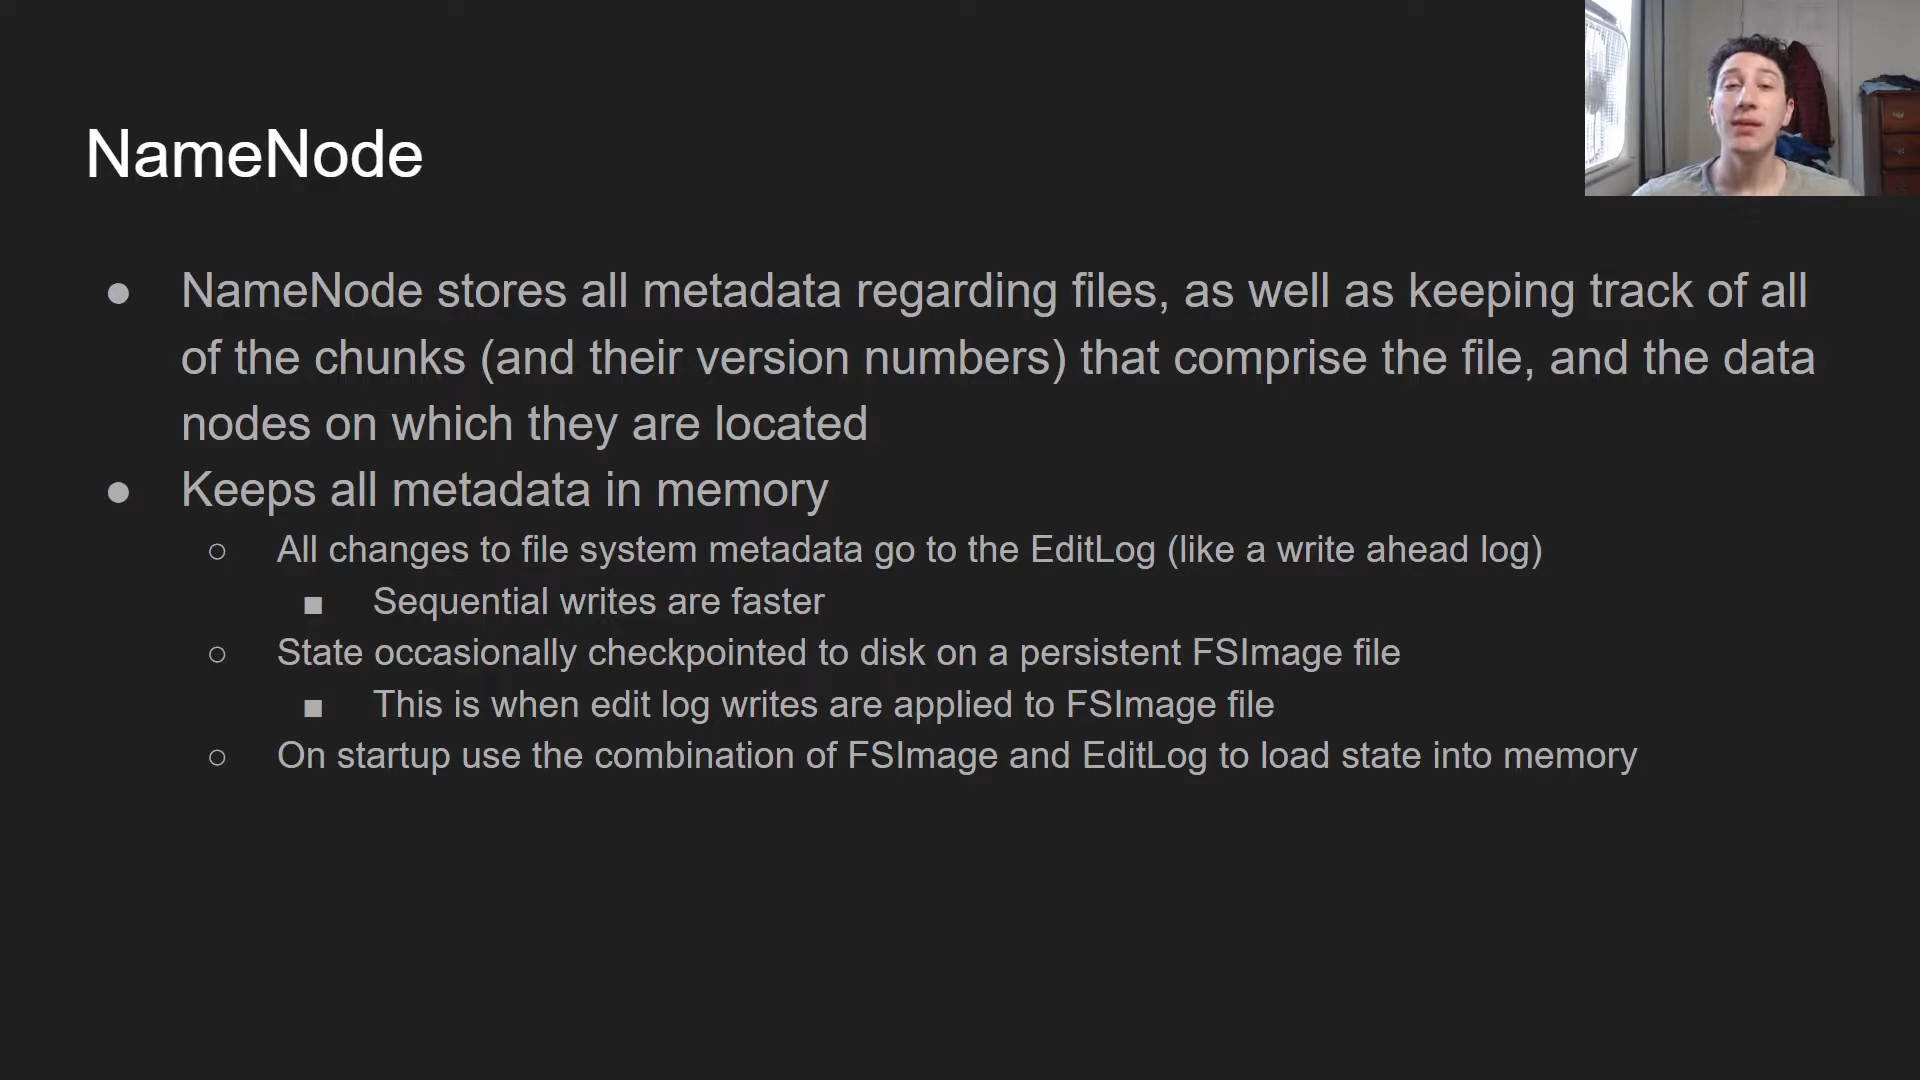 NameNode
● NameNode stores all metadata regarding files, as well as keeping track of all
of the chunks (and their version numbers) that comprise the file, and the data
nodes on which they are located
● Keeps all metadata in memory
○ All changes to file system metadata go to the EditLog (like a write ahead log)
■ Sequential writes are faster
○ State occasionally checkpointed to disk on a persistent FSImage file
■ This is when edit log writes are applied to FSImage file
○ On startup use the combination of FSImage and EditLog to load state into memory